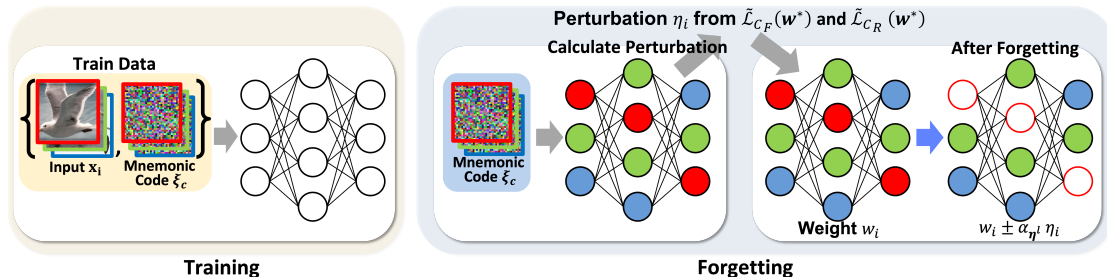 Perturbation ηᵢ from ℒ̃_{C_F}(w*) and ℒ̃_{C_R}(w*)
Train Data
{ , }
Input xᵢ
Mnemonic
Code ξ_c
Training
Calculate Perturbation
Mnemonic
Code ξ_c
Weight wᵢ
After Forgetting
wᵢ ± α_{ηˡ} ηᵢ
Forgetting